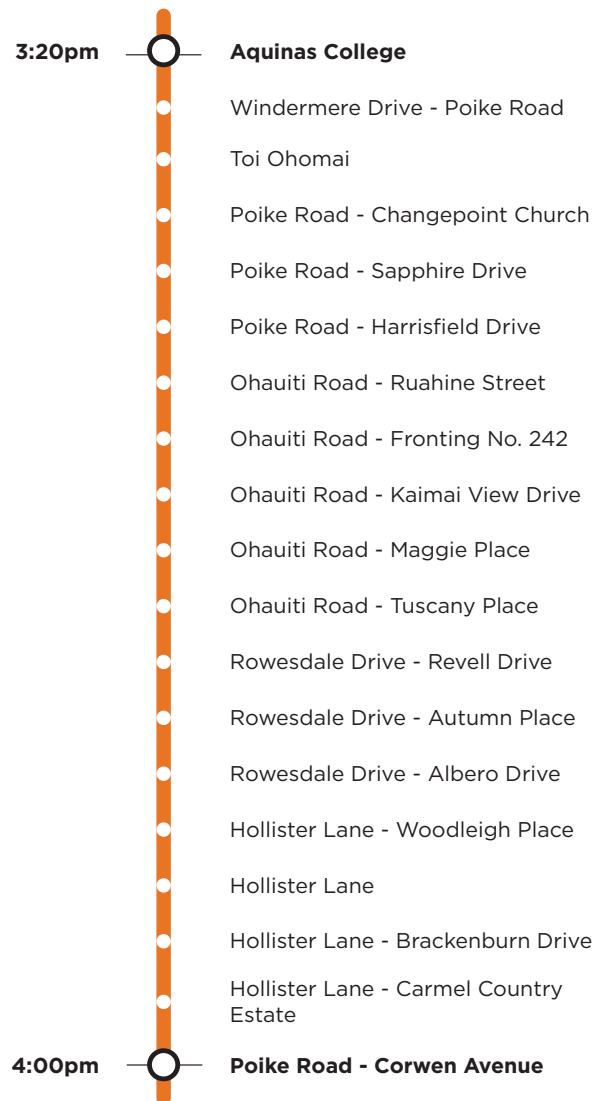 3:20pm Aquinas College
Windermere Drive - Poike Road
Toi Ohomai
Poike Road - Changepoint Church
Poike Road - Sapphire Drive
Poike Road - Harrisfield Drive
Ohauiti Road - Ruahine Street
Ohauiti Road - Fronting No. 242
Ohauiti Road - Kaimai View Drive
Ohauiti Road - Maggie Place
Ohauiti Road - Tuscany Place
Rowesdale Drive - Revell Drive
Rowesdale Drive - Autumn Place
Rowesdale Drive - Albero Drive
Hollister Lane - Woodleigh Place
Hollister Lane
Hollister Lane - Brackenburn Drive
Hollister Lane - Carmel Country
Estate
4:00pm Poike Road - Corwen Avenue